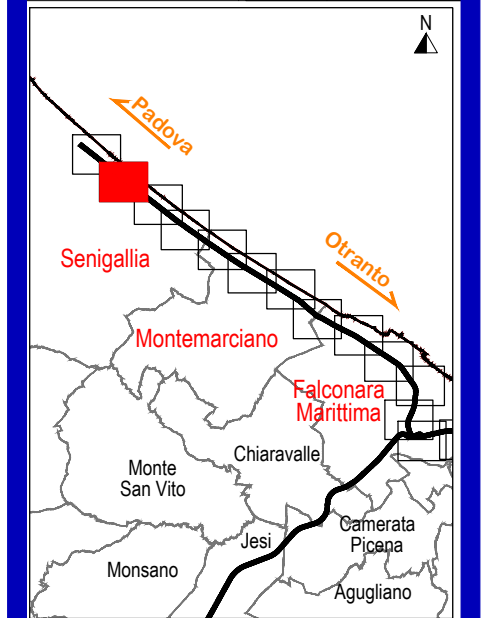 N
Padova
Otranto
Senigallia
Montemarciano
Falconara
Marittima
Chiaravalle
Monte
San Vito
Camerata
Picena
Jesi
Monsano
Agugliano